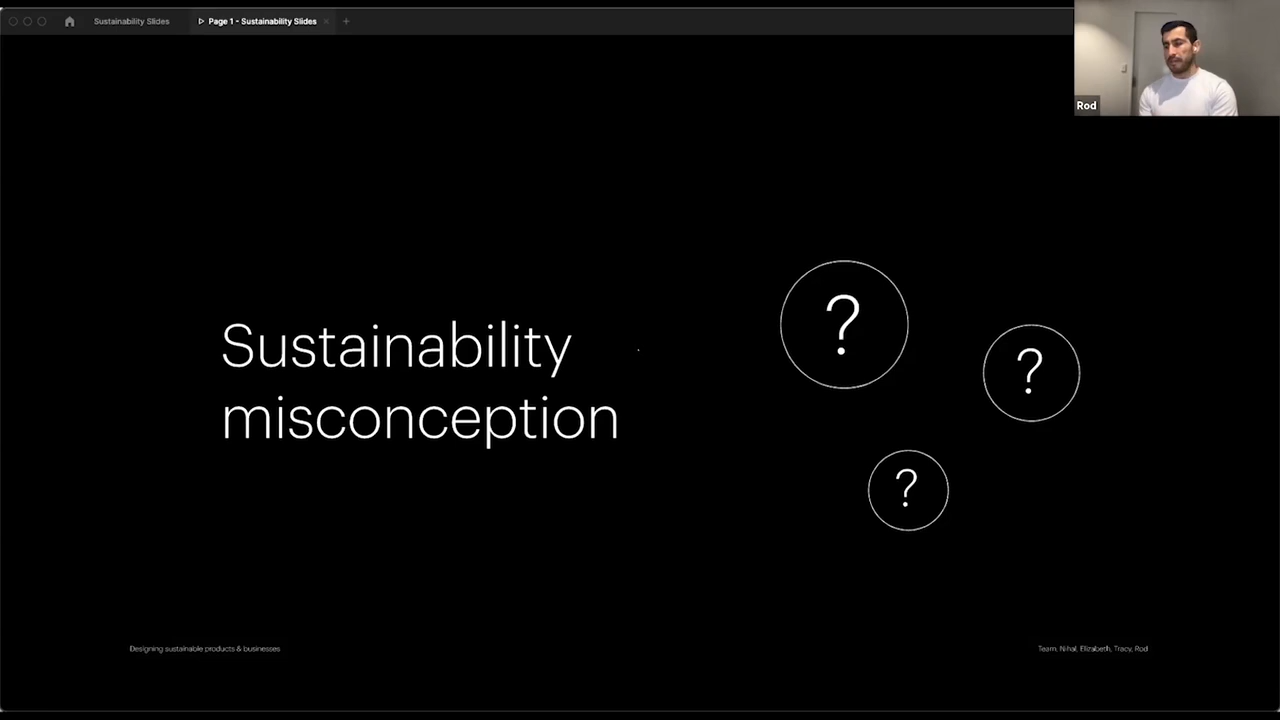 Sustainability Slides
Page 1 - Sustainability Slides
Rod
Sustainability
misconception
?
?
?
Designing sustainable products & businesses
Team, Nihal, Elizabeth, Tracy, Rod